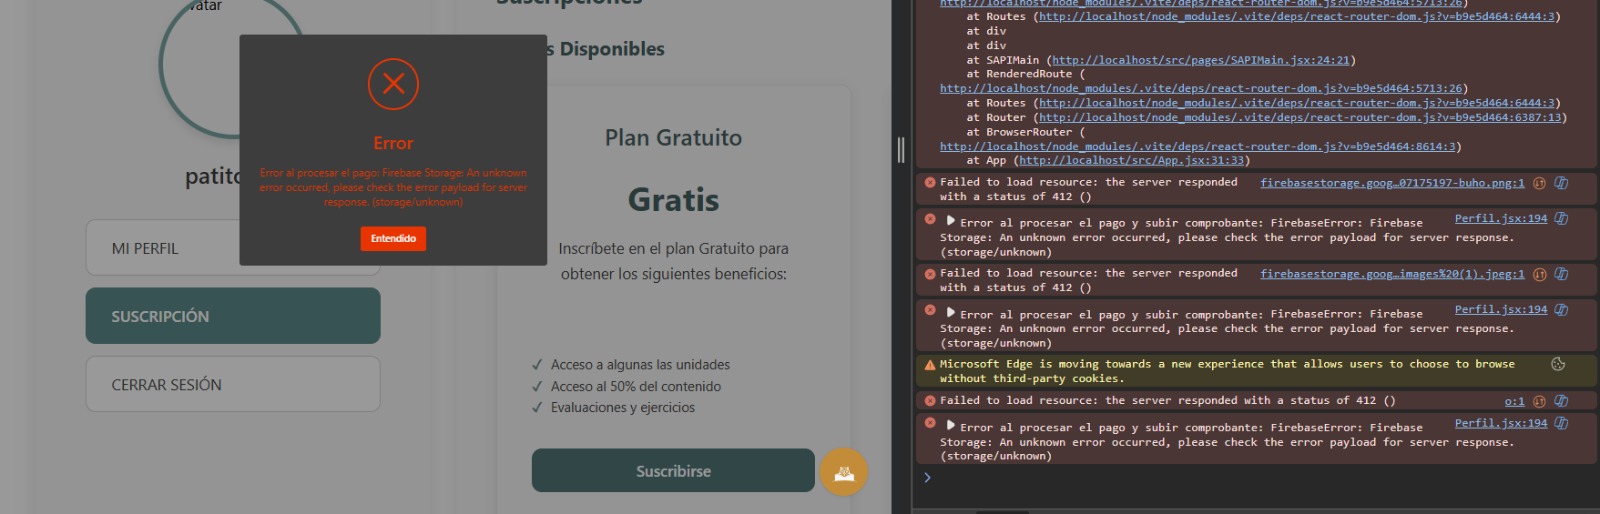 vatar
Suscripciones
s Disponibles
Error
Error al procesar el pago: Firebase Storage: An unknown
error occurred, please check the error payload for server
response. (storage/unknown)
Entendido
patito
MI PERFIL
SUSCRIPCIÓN
CERRAR SESIÓN
Plan Gratuito
Gratis
Inscríbete en el plan Gratuito para
obtener los siguientes beneficios:
✓ Acceso a algunas las unidades
✓ Acceso al 50% del contenido
✓ Evaluaciones y ejercicios
Suscribirse
http://localhost/node_modules/.vite/deps/react-router-dom.js?v=b9e5d464:5713:26)
at Routes (http://localhost/node_modules/.vite/deps/react-router-dom.js?v=b9e5d464:6444:3)
at div
at div
at SAPIMain (http://localhost/src/pages/SAPIMain.jsx:24:21)
at RenderedRoute (
http://localhost/node_modules/.vite/deps/react-router-dom.js?v=b9e5d464:5713:26)
at Routes (http://localhost/node_modules/.vite/deps/react-router-dom.js?v=b9e5d464:6444:3)
at Router (http://localhost/node_modules/.vite/deps/react-router-dom.js?v=b9e5d464:6387:13)
at BrowserRouter (
http://localhost/node_modules/.vite/deps/react-router-dom.js?v=b9e5d464:8614:3)
at App (http://localhost/src/App.jsx:31:33)
Failed to load resource: the server responded firebasestorage.goog…07175197-buho.png:1
with a status of 412 ()
Error al procesar el pago y subir comprobante: FirebaseError: Firebase Perfil.jsx:194
Storage: An unknown error occurred, please check the error payload for server response.
(storage/unknown)
Failed to load resource: the server responded firebasestorage.goog…images%20(1).jpeg:1
with a status of 412 ()
Error al procesar el pago y subir comprobante: FirebaseError: Firebase Perfil.jsx:194
Storage: An unknown error occurred, please check the error payload for server response.
(storage/unknown)
Microsoft Edge is moving towards a new experience that allows users to choose to browse
without third-party cookies.
Failed to load resource: the server responded with a status of 412 () o:1
Error al procesar el pago y subir comprobante: FirebaseError: Firebase Perfil.jsx:194
Storage: An unknown error occurred, please check the error payload for server response.
(storage/unknown)